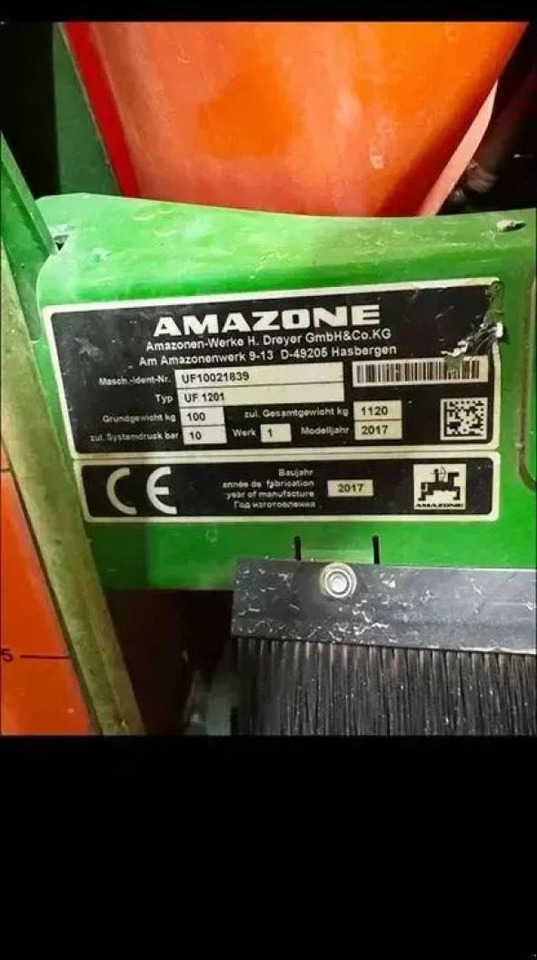 AMAZONE
Amazonen-Werke H. Dreyer GmbH&Co.KG
Am Amazonenwerk 9-13 D-49205 Hasbergen
Masch.-Ident-Nr. UF10021839
Typ UF 1201
Grundgewicht kg 100 zul. Gesamtgewicht kg 1120
zul. Systemdruck bar 10 Werk 1 Modelljahr 2017
CE
Baujahr
année de fabrication
year of manufacture
Год изготовления
2017
AMAZONE
5